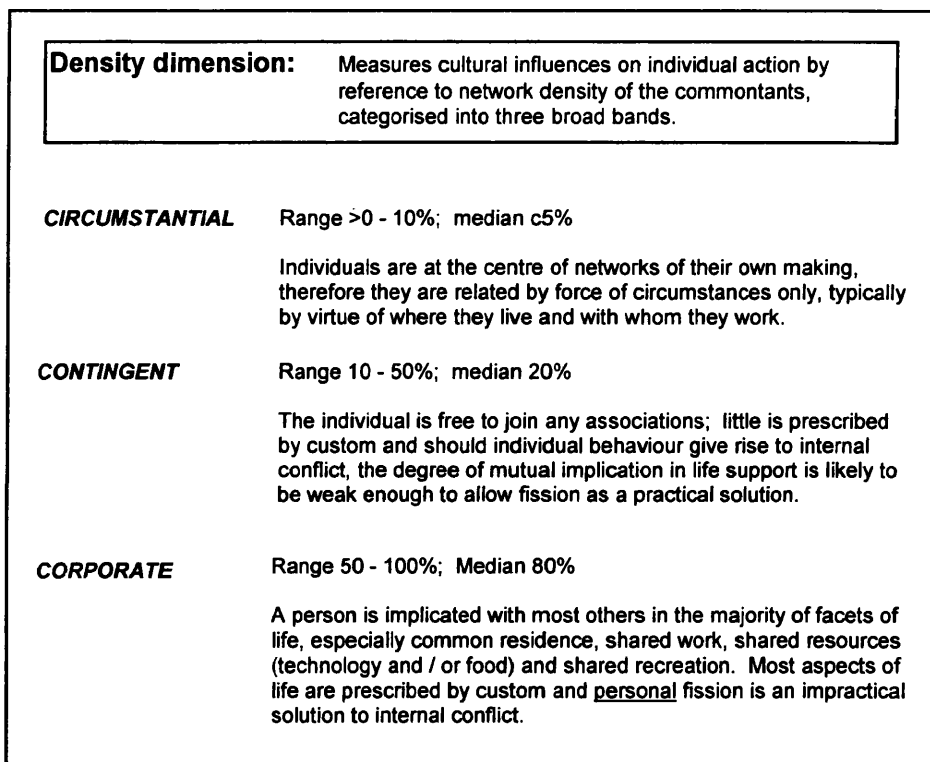 Density dimension: Measures cultural influences on individual action by
reference to network density of the commontants,
categorised into three broad bands.
CIRCUMSTANTIAL Range >0 - 10%; median c5%
Individuals are at the centre of networks of their own making,
therefore they are related by force of circumstances only, typically
by virtue of where they live and with whom they work.
CONTINGENT Range 10 - 50%; median 20%
The individual is free to join any associations; little is prescribed
by custom and should individual behaviour give rise to internal
conflict, the degree of mutual implication in life support is likely to
be weak enough to allow fission as a practical solution.
CORPORATE Range 50 - 100%; Median 80%
A person is implicated with most others in the majority of facets of
life, especially common residence, shared work, shared resources
(technology and / or food) and shared recreation. Most aspects of
life are prescribed by custom and personal fission is an impractical
solution to internal conflict.